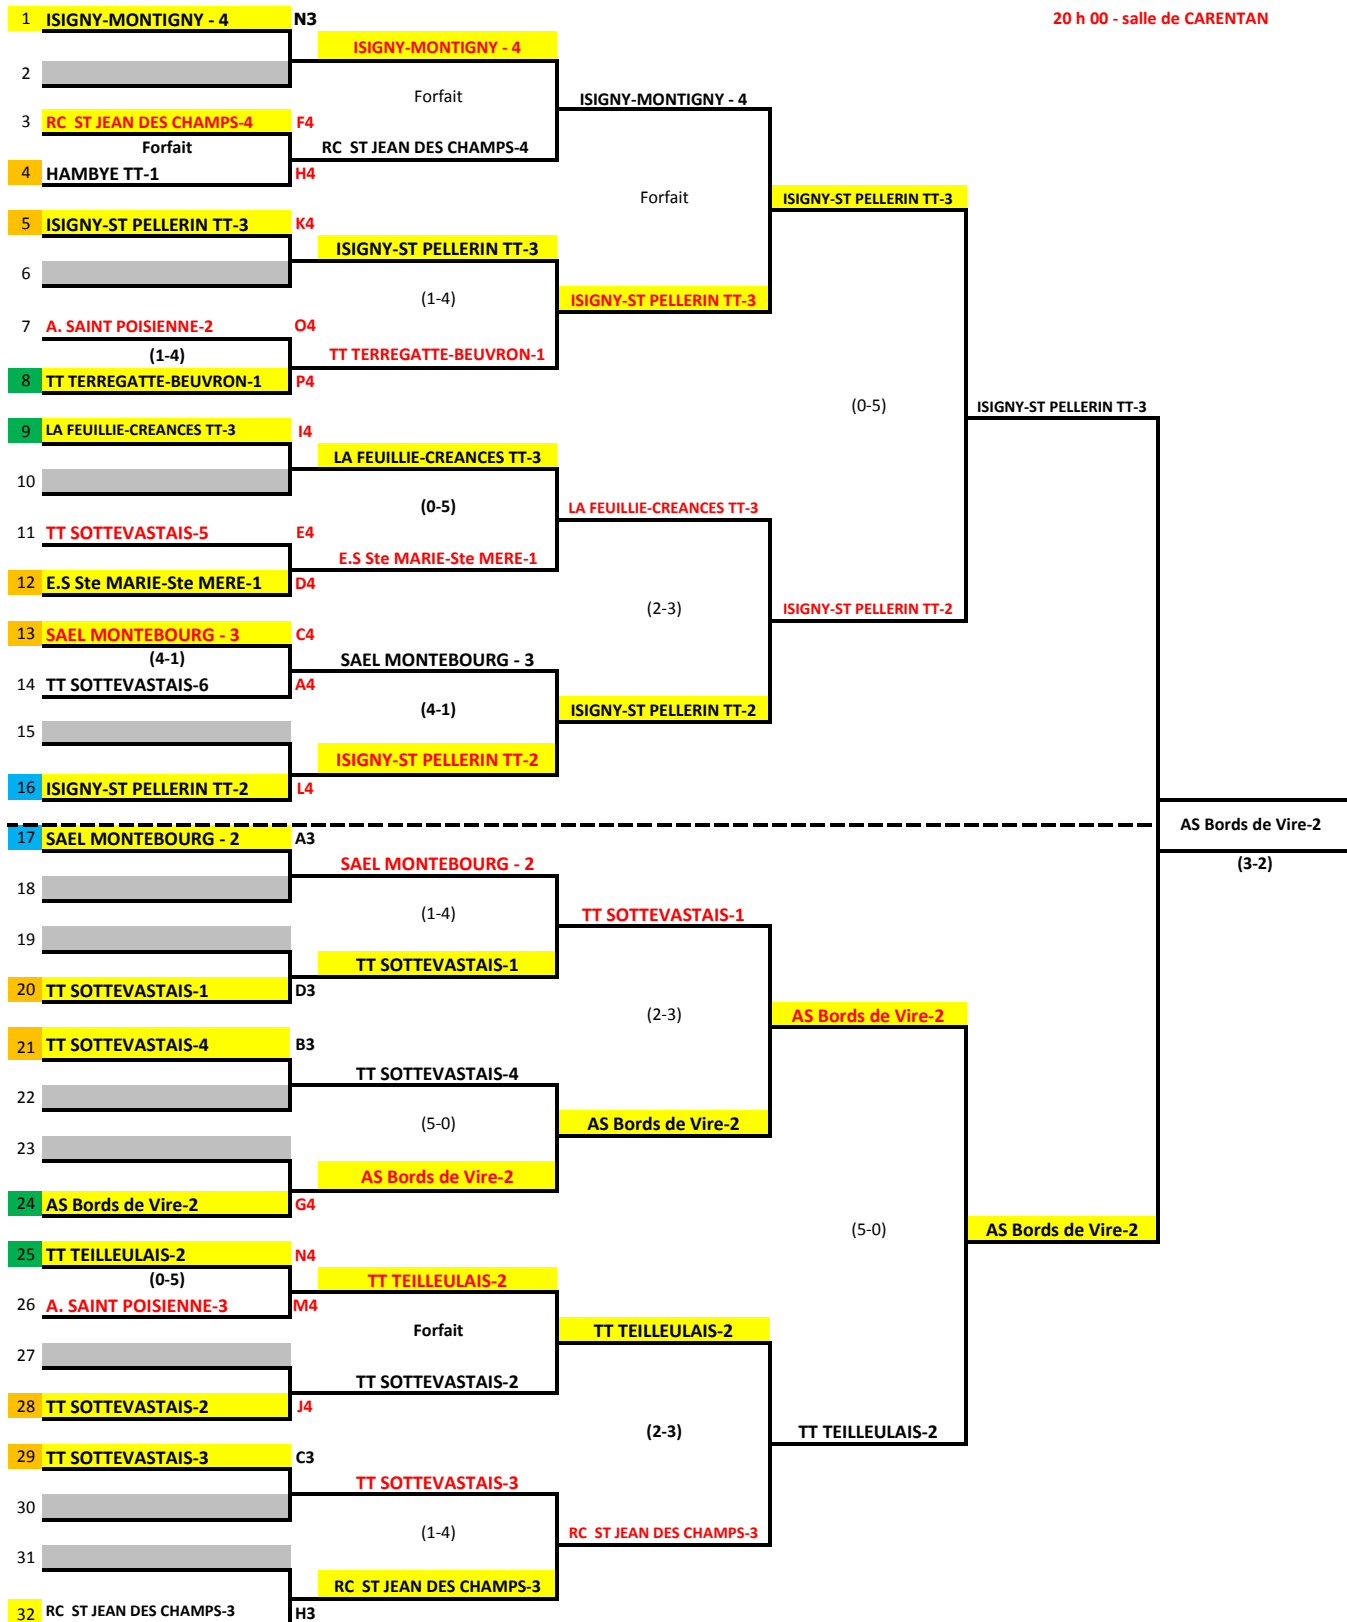 20 h 00 - salle de CARENTAN
1 ISIGNY-MONTIGNY - 4 N3
ISIGNY-MONTIGNY - 4
2
Forfait
ISIGNY-MONTIGNY - 4
3 RC ST JEAN DES CHAMPS-4 F4
Forfait
RC ST JEAN DES CHAMPS-4
4 HAMBYE TT-1 H4
Forfait
ISIGNY-ST PELLERIN TT-3
5 ISIGNY-ST PELLERIN TT-3 K4
ISIGNY-ST PELLERIN TT-3
6
(1-4)
ISIGNY-ST PELLERIN TT-3
7 A. SAINT POISIENNE-2 O4
(1-4)
TT TERREGATTE-BEUVRON-1
8 TT TERREGATTE-BEUVRON-1 P4
(0-5)
ISIGNY-ST PELLERIN TT-3
9 LA FEUILLIE-CREANCES TT-3 I4
LA FEUILLIE-CREANCES TT-3
10
(0-5)
LA FEUILLIE-CREANCES TT-3
11 TT SOTTEVASTAIS-5 E4
E.S Ste MARIE-Ste MERE-1
12 E.S Ste MARIE-Ste MERE-1 D4
(2-3)
ISIGNY-ST PELLERIN TT-2
13 SAEL MONTEBOURG - 3 C4
(4-1)
SAEL MONTEBOURG - 3
14 TT SOTTEVASTAIS-6 A4
(4-1)
ISIGNY-ST PELLERIN TT-2
15
ISIGNY-ST PELLERIN TT-2
16 ISIGNY-ST PELLERIN TT-2 L4
AS Bords de Vire-2
(3-2)
17 SAEL MONTEBOURG - 2 A3
SAEL MONTEBOURG - 2
18
(1-4)
TT SOTTEVASTAIS-1
19
TT SOTTEVASTAIS-1
20 TT SOTTEVASTAIS-1 D3
(2-3)
AS Bords de Vire-2
21 TT SOTTEVASTAIS-4 B3
TT SOTTEVASTAIS-4
22
(5-0)
AS Bords de Vire-2
23
AS Bords de Vire-2
24 AS Bords de Vire-2 G4
(5-0)
AS Bords de Vire-2
25 TT TEILLEULAIS-2 N4
(0-5)
TT TEILLEULAIS-2
26 A. SAINT POISIENNE-3 M4
Forfait
TT TEILLEULAIS-2
27
TT SOTTEVASTAIS-2
28 TT SOTTEVASTAIS-2 J4
(2-3)
TT TEILLEULAIS-2
29 TT SOTTEVASTAIS-3 C3
TT SOTTEVASTAIS-3
30
(1-4)
RC ST JEAN DES CHAMPS-3
31
RC ST JEAN DES CHAMPS-3
32 RC ST JEAN DES CHAMPS-3 H3